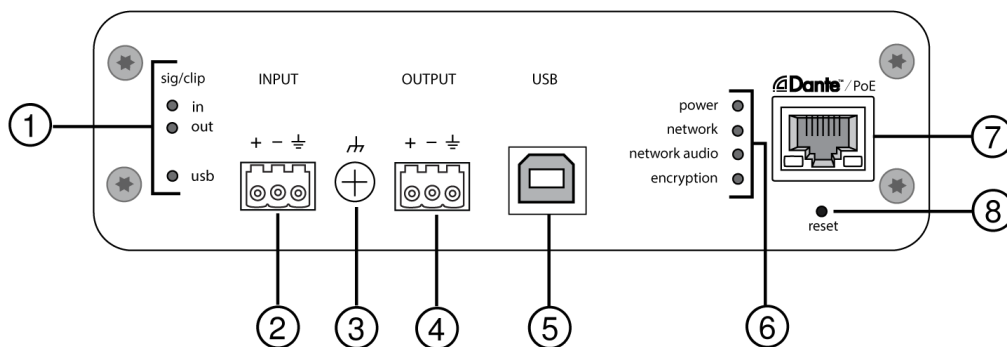 sig/clip
in
out
usb
INPUT
+ − ⏚
OUTPUT
+ − ⏚
USB
power
network
network audio
encryption
Dante™ / PoE
reset
1
2
3
4
5
6
7
8